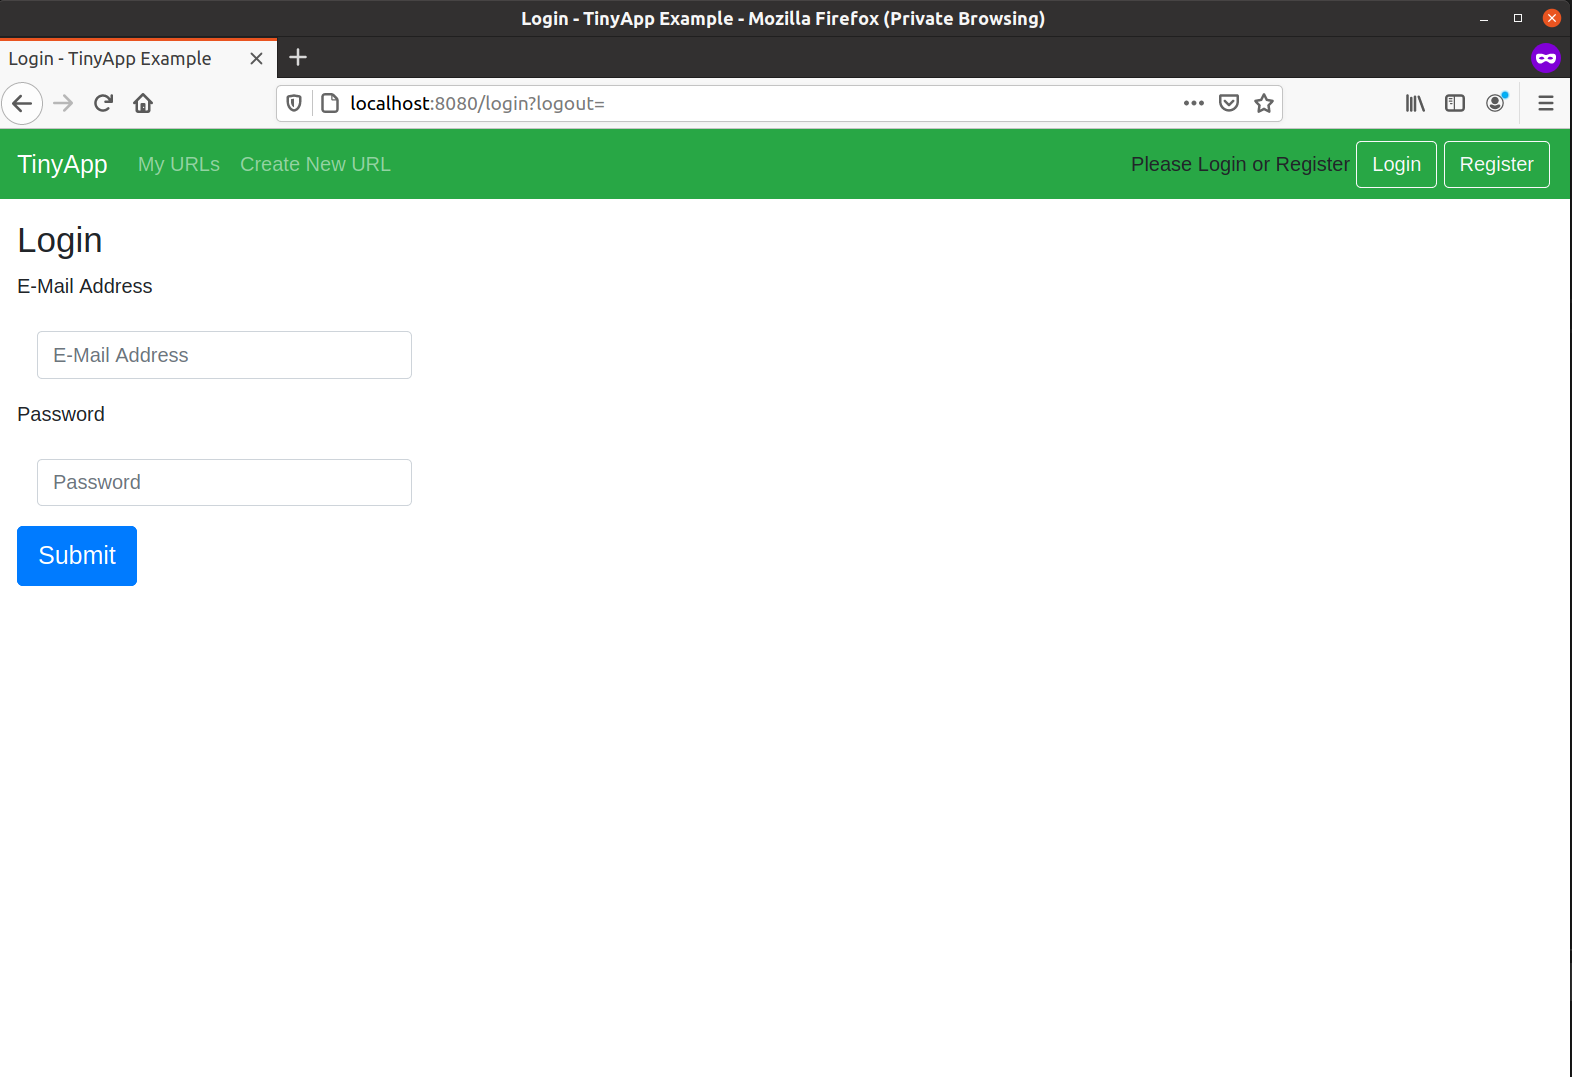 Login - TinyApp Example - Mozilla Firefox (Private Browsing)
Login - TinyApp Example
localhost:8080/login?logout=
TinyApp My URLs Create New URL Please Login or Register Login Register
Login
E-Mail Address
E-Mail Address
Password
Password
Submit